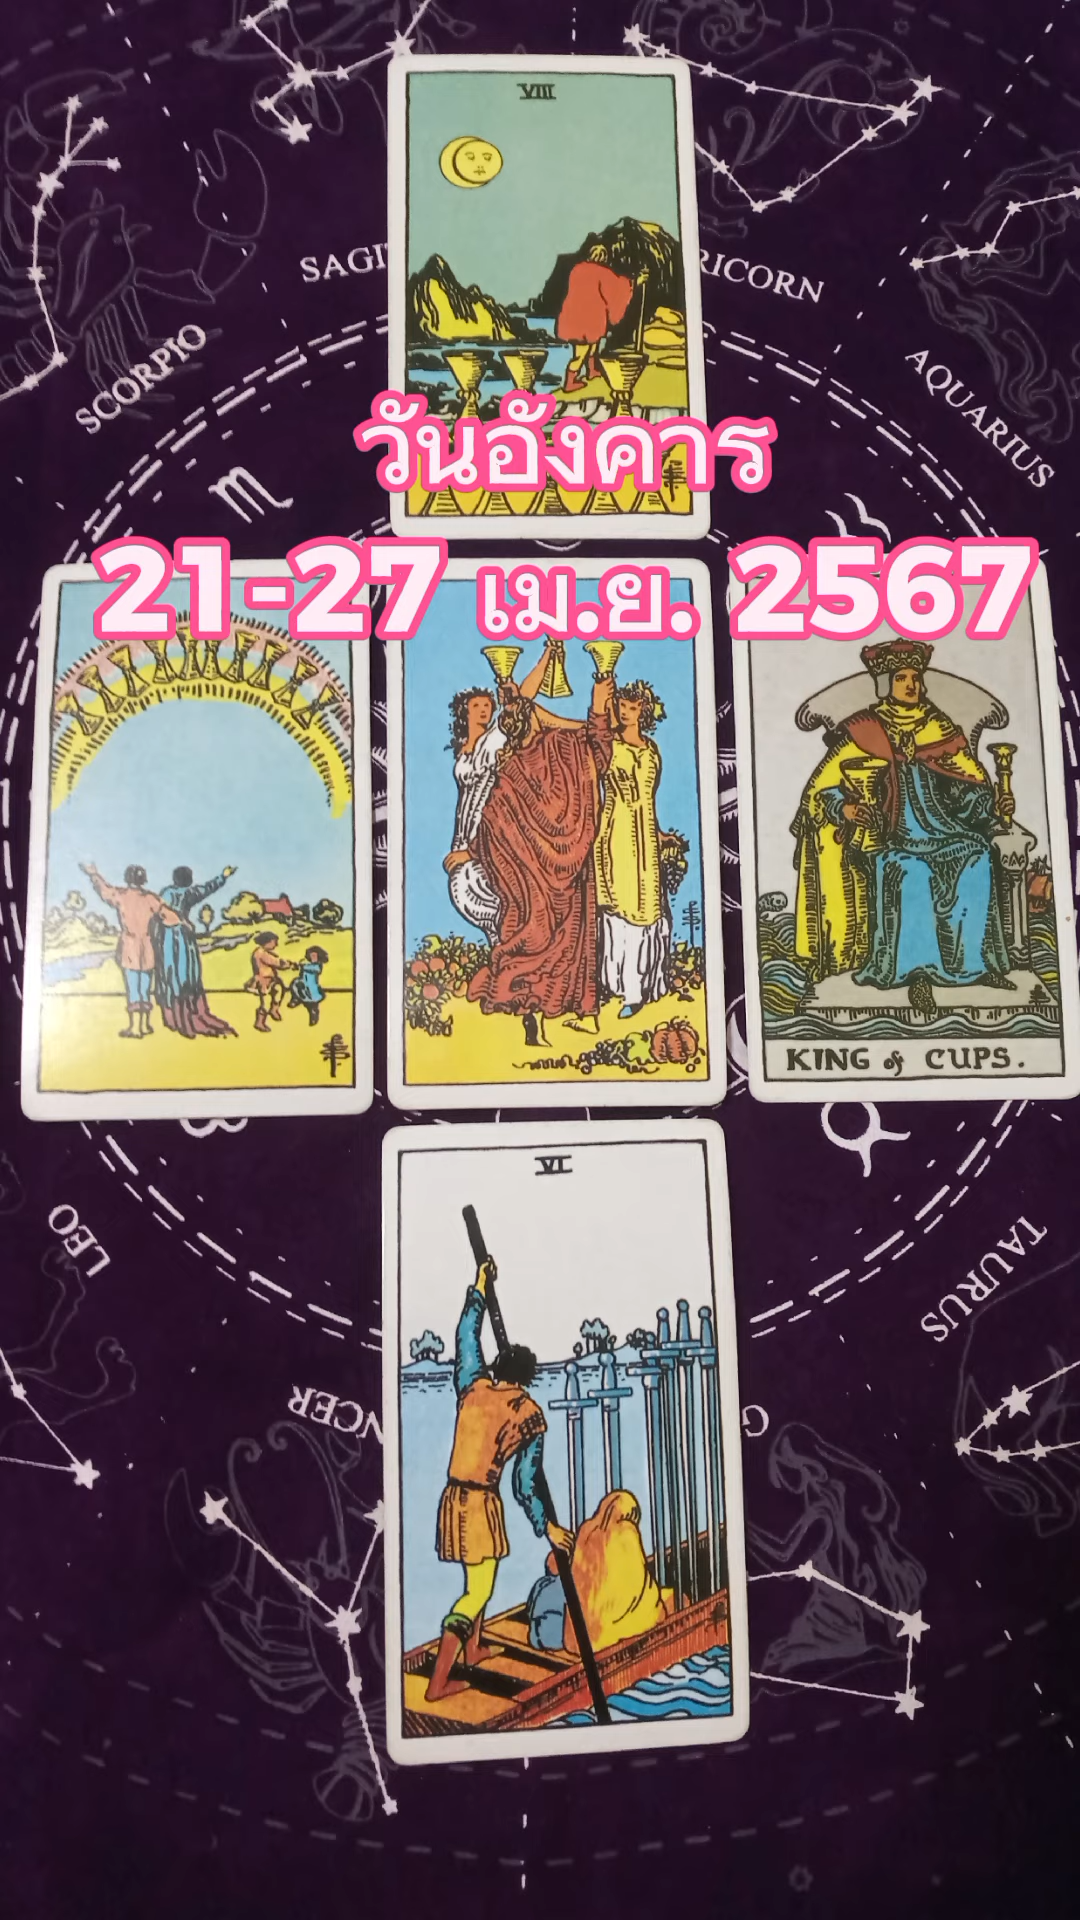 VIII
SAGI
RICORN
SCORPIO
AQUARIUS
วันอังคาร
21-27 เม.ย. 2567
KING of CUPS.
VI
LEO
TAURUS
NCER
G